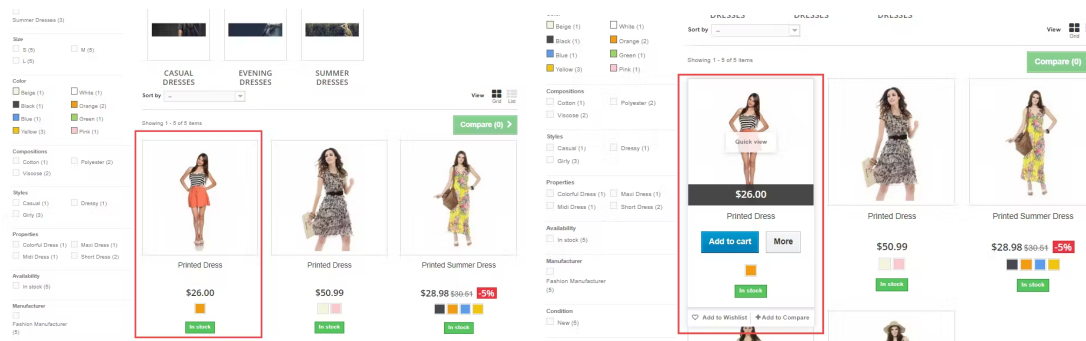 Summer Dresses (3)
Size
S (5) M (5)
L (5)
Color
Beige (1) White (1)
Black (1) Orange (2)
Blue (1) Green (1)
Yellow (3) Pink (1)
Compositions
Cotton (1) Polyester (2)
Viscose (2)
Styles
Casual (1) Dressy (1)
Girly (3)
Properties
Colorful Dress (1) Maxi Dress (1)
Midi Dress (1) Short Dress (2)
Availability
In stock (5)
Manufacturer
Fashion Manufacturer
(5)
CASUAL
DRESSES
EVENING
DRESSES
SUMMER
DRESSES
Sort by --
View Grid List
Showing 1 - 5 of 5 items
Compare (0)
Printed Dress
$26.00
In stock
Printed Dress
$50.99
In stock
Printed Summer Dress
$28.98 $30.51 -5%
In stock
Color
Beige (1) White (1)
Black (1) Orange (2)
Blue (1) Green (1)
Yellow (3) Pink (1)
Compositions
Cotton (1) Polyester (2)
Viscose (2)
Styles
Casual (1) Dressy (1)
Girly (3)
Properties
Colorful Dress (1) Maxi Dress (1)
Midi Dress (1) Short Dress (2)
Availability
In stock (5)
Manufacturer
Fashion Manufacturer
(5)
Condition
New (5)
DRESSES DRESSES DRESSES
Sort by --
View Grid
Showing 1 - 5 of 5 items
Compare (0)
Quick view
$26.00
Printed Dress
Add to cart More
In stock
Add to Wishlist Add to Compare
Printed Dress
$50.99
In stock
Printed Summer Dress
$28.98 $30.51 -5%
In stock